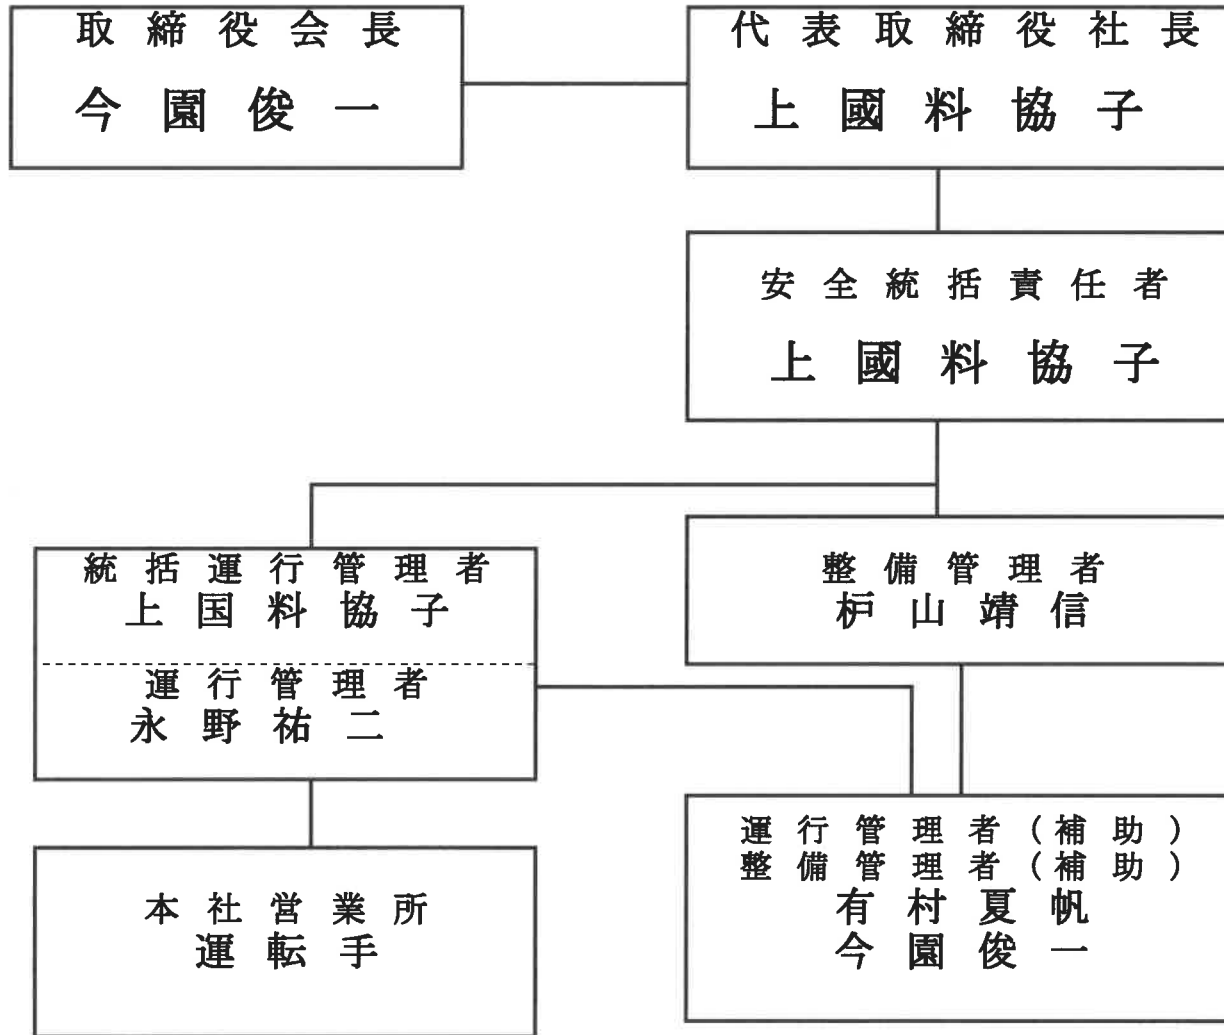 取締役会長
今園俊一
代表取締役社長
上國料協子
安全統括責任者
上國料協子
統括運行管理者
上国料協子
運行管理者
永野祐二
整備管理者
枦山靖信
本社営業所
運転手
運行管理者(補助)
整備管理者(補助)
有村夏帆
今園俊一